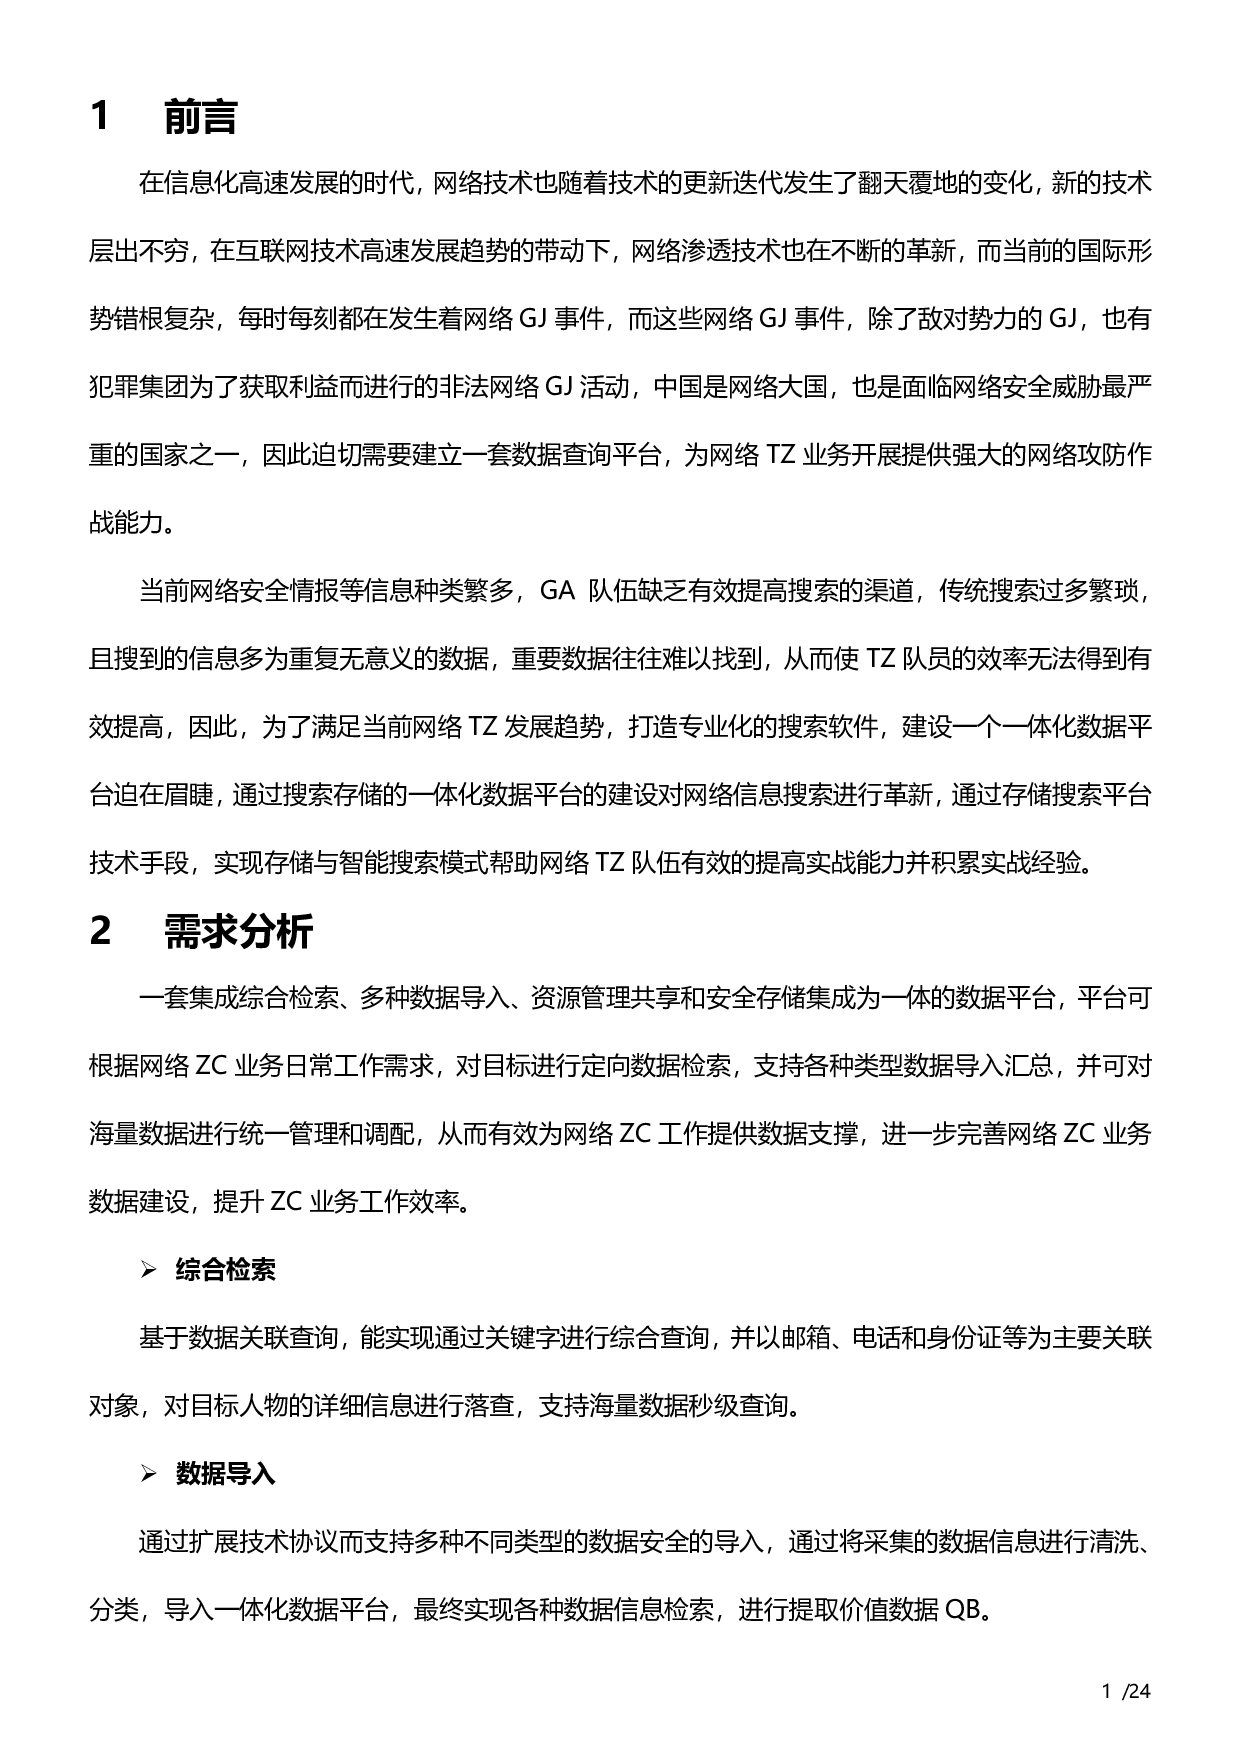 1 前言
在信息化高速发展的时代，网络技术也随着技术的更新迭代发生了翻天覆地的变化，新的技术
层出不穷，在互联网技术高速发展趋势的带动下，网络渗透技术也在不断的革新，而当前的国际形
势错根复杂，每时每刻都在发生着网络 GJ 事件，而这些网络 GJ 事件，除了敌对势力的 GJ，也有
犯罪集团为了获取利益而进行的非法网络 GJ 活动，中国是网络大国，也是面临网络安全威胁最严
重的国家之一，因此迫切需要建立一套数据查询平台，为网络 TZ 业务开展提供强大的网络攻防作
战能力。
当前网络安全情报等信息种类繁多，GA 队伍缺乏有效提高搜索的渠道，传统搜索过多繁琐，
且搜到的信息多为重复无意义的数据，重要数据往往难以找到，从而使 TZ 队员的效率无法得到有
效提高，因此，为了满足当前网络 TZ 发展趋势，打造专业化的搜索软件，建设一个一体化数据平
台迫在眉睫，通过搜索存储的一体化数据平台的建设对网络信息搜索进行革新，通过存储搜索平台
技术手段，实现存储与智能搜索模式帮助网络 TZ 队伍有效的提高实战能力并积累实战经验。
2 需求分析
一套集成综合检索、多种数据导入、资源管理共享和安全存储集成为一体的数据平台，平台可
根据网络 ZC 业务日常工作需求，对目标进行定向数据检索，支持各种类型数据导入汇总，并可对
海量数据进行统一管理和调配，从而有效为网络 ZC 工作提供数据支撑，进一步完善网络 ZC 业务
数据建设，提升 ZC 业务工作效率。
➢ 综合检索
基于数据关联查询，能实现通过关键字进行综合查询，并以邮箱、电话和身份证等为主要关联
对象，对目标人物的详细信息进行落查，支持海量数据秒级查询。
➢ 数据导入
通过扩展技术协议而支持多种不同类型的数据安全的导入，通过将采集的数据信息进行清洗、
分类，导入一体化数据平台，最终实现各种数据信息检索，进行提取价值数据 QB。
1 /24